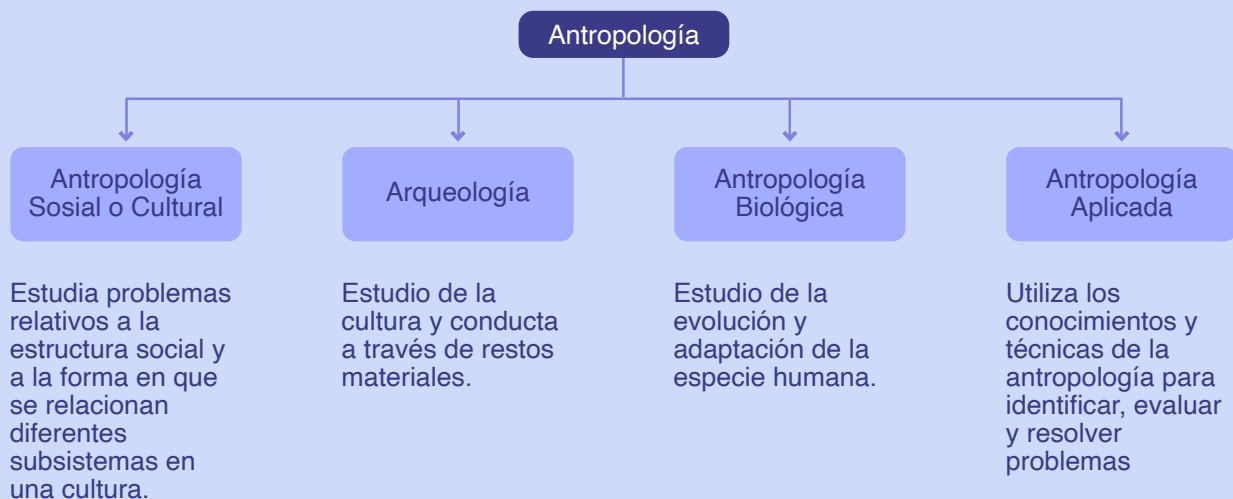 Antropología
Antropología
Sosial o Cultural
Arqueología
Antropología
Biológica
Antropología
Aplicada
Estudia problemas
relativos a la
estructura social y
a la forma en que
se relacionan
diferentes
subsistemas en
una cultura.
Estudio de la
cultura y conducta
a través de restos
materiales.
Estudio de la
evolución y
adaptación de la
especie humana.
Utiliza los
conocimientos y
técnicas de la
antropología para
identificar, evaluar
y resolver
problemas